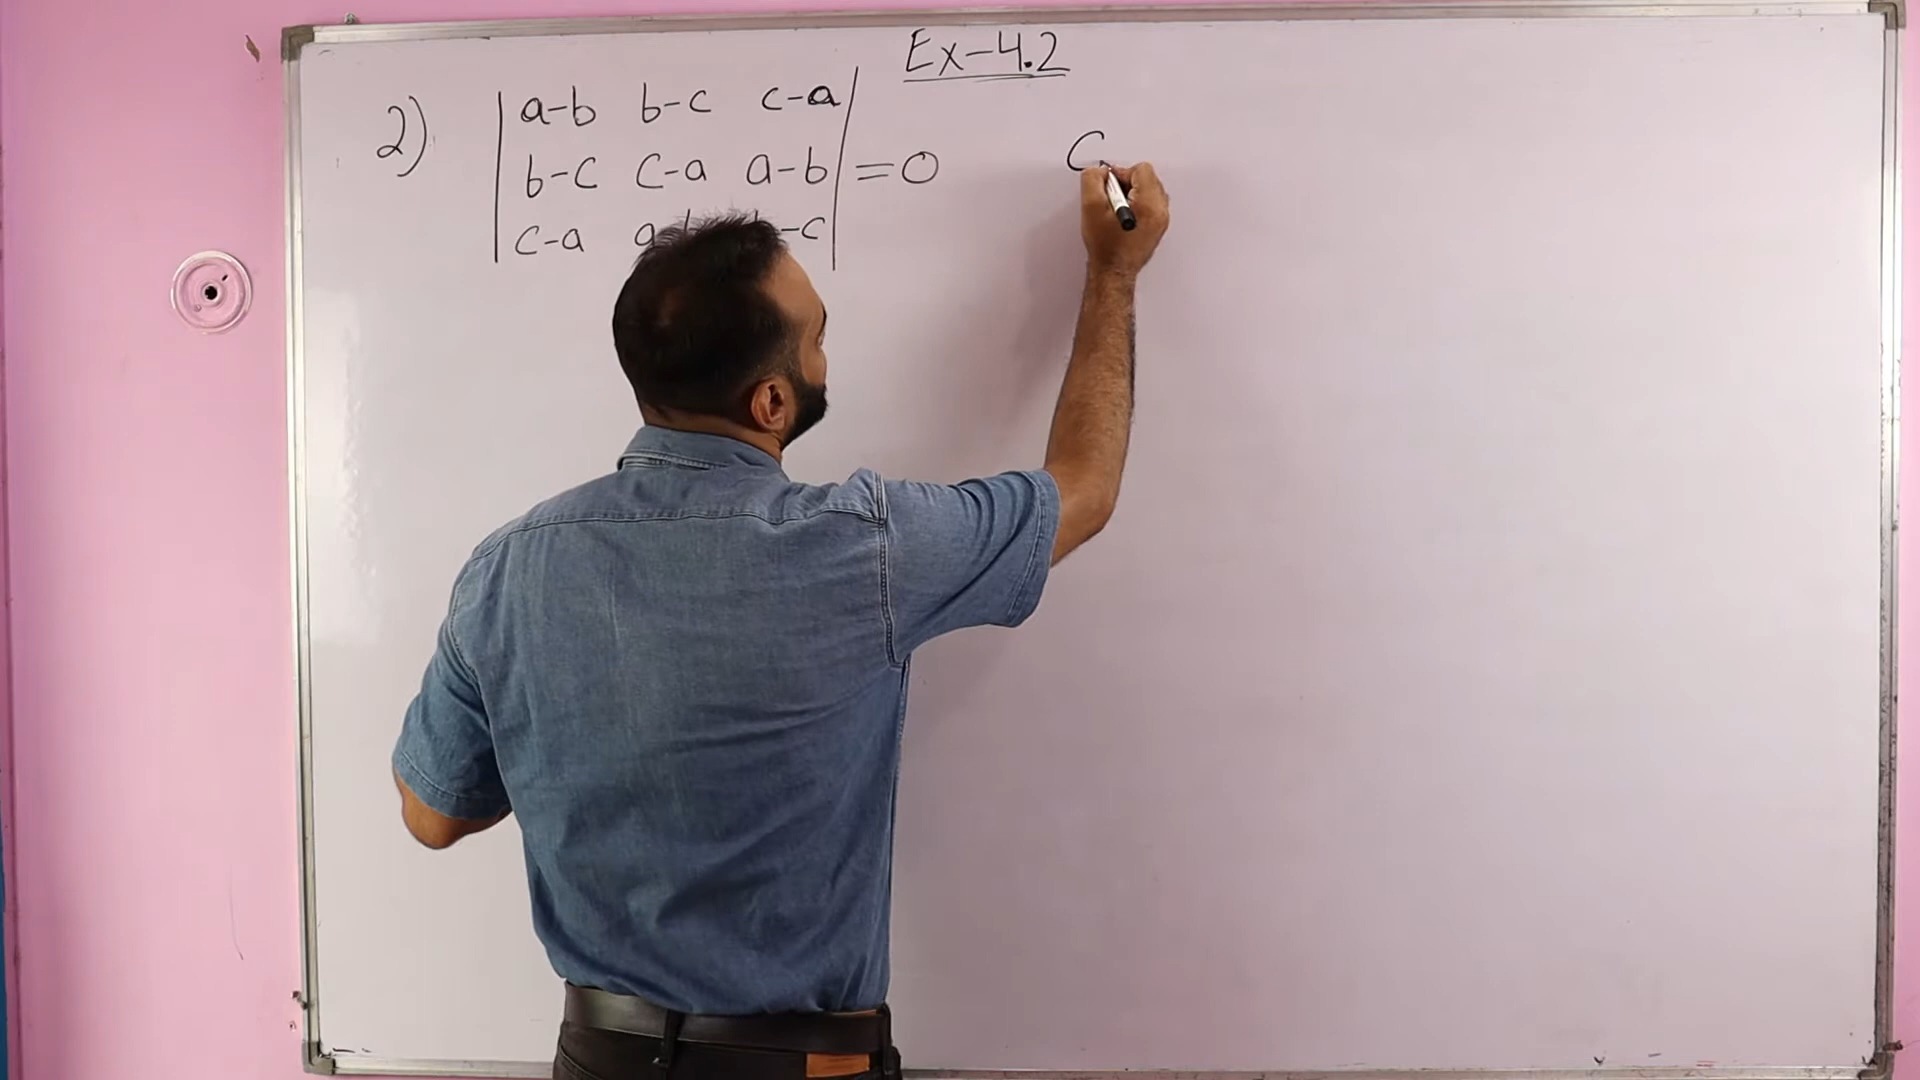 Ex-4.2
2) | a-b b-c c-a |
| b-c c-a a-b | = 0
| c-a a -c |
C